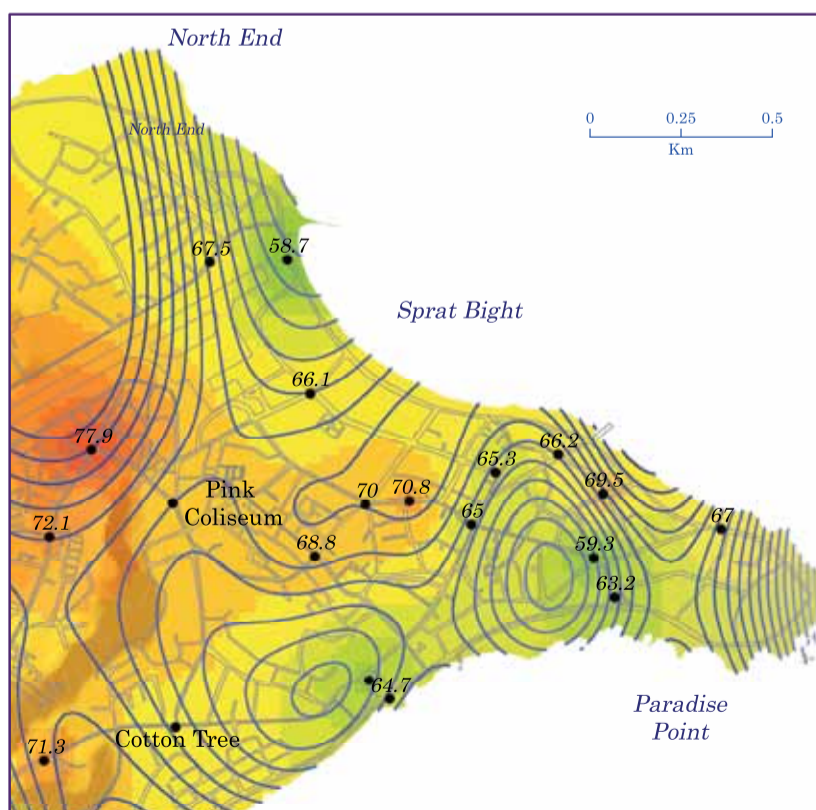 North End
0 0.25 0.5
Km
North End
67.5 58.7
Sprat Bight
66.1
77.9 66.2
65.3
70 70.8 69.5
Pink
Coliseum
65 67
72.1
68.8 59.3
63.2
64.7
Paradise
Point
Cotton Tree
71.3